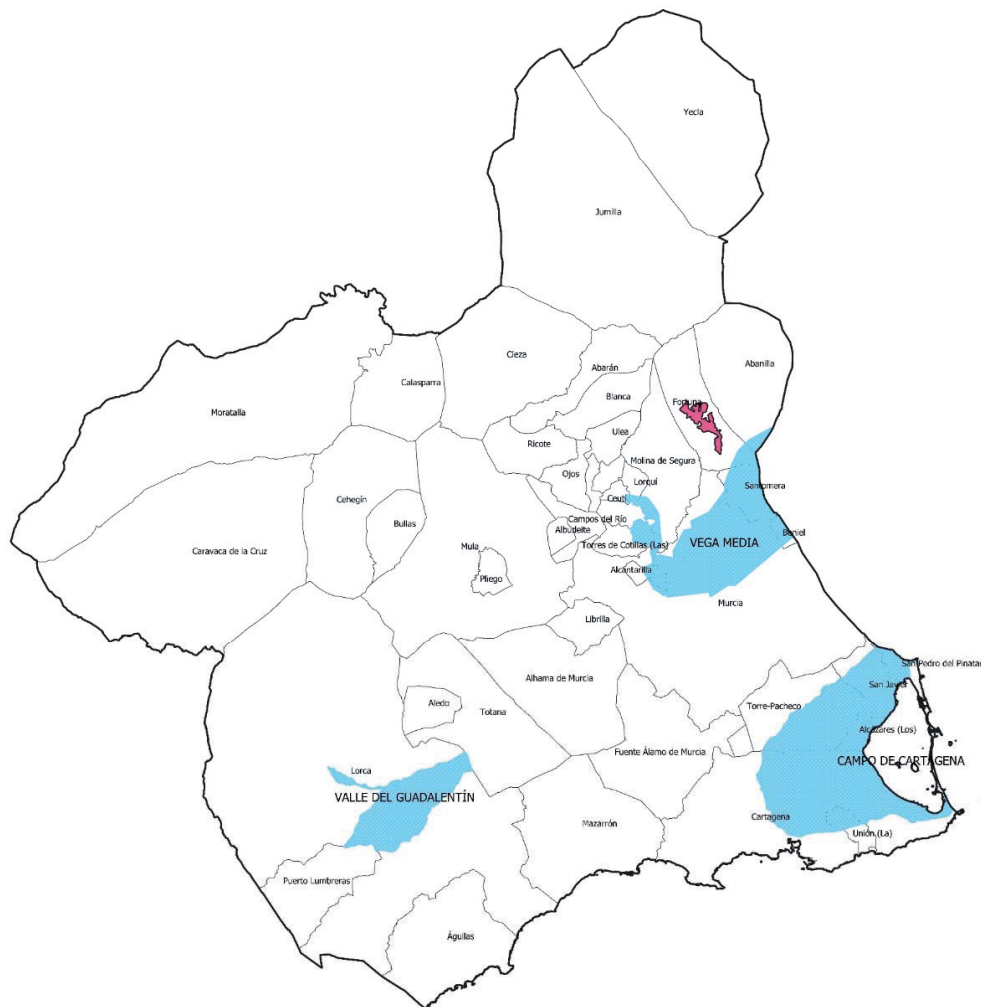 Yecla
Jumilla
Cieza
Abarán
Abanilla
Calasparra
Blanca
Fortuna
Moratalla
Ulea
Ricote
Molina de Segura
Ojos
Lorquí
Santomera
Cehegín
Ceutí
Bullas
Campos del Río
Albudeite
Beniel
Caravaca de la Cruz
Mula
Torres de Cotillas (Las)
VEGA MEDIA
Pliego
Alcantarilla
Murcia
Librilla
San Pedro del Pinatar
Alhama de Murcia
San Javier
Aledo
Totana
Torre-Pacheco
Alcázares (Los)
Fuente Álamo de Murcia
CAMPO DE CARTAGENA
Lorca
VALLE DEL GUADALENTÍN
Mazarrón
Cartagena
Unión (La)
Puerto Lumbreras
Águilas